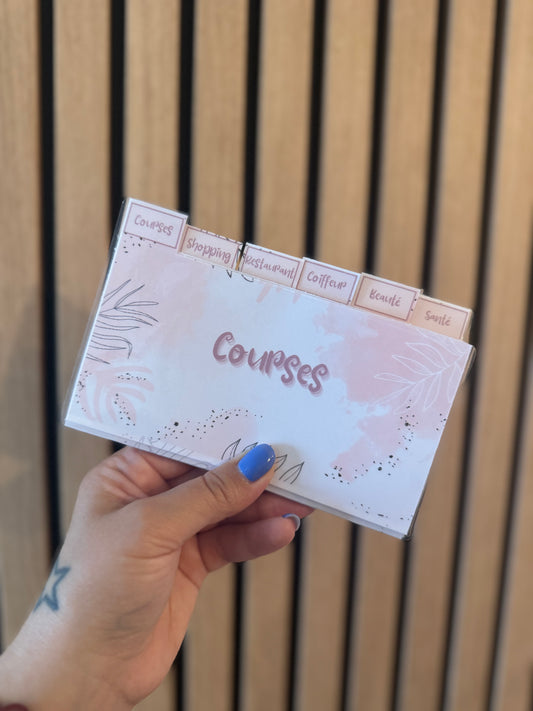 Courses
Shopping
Restaurant
Coiffeur
Beauté
Santé
Courses